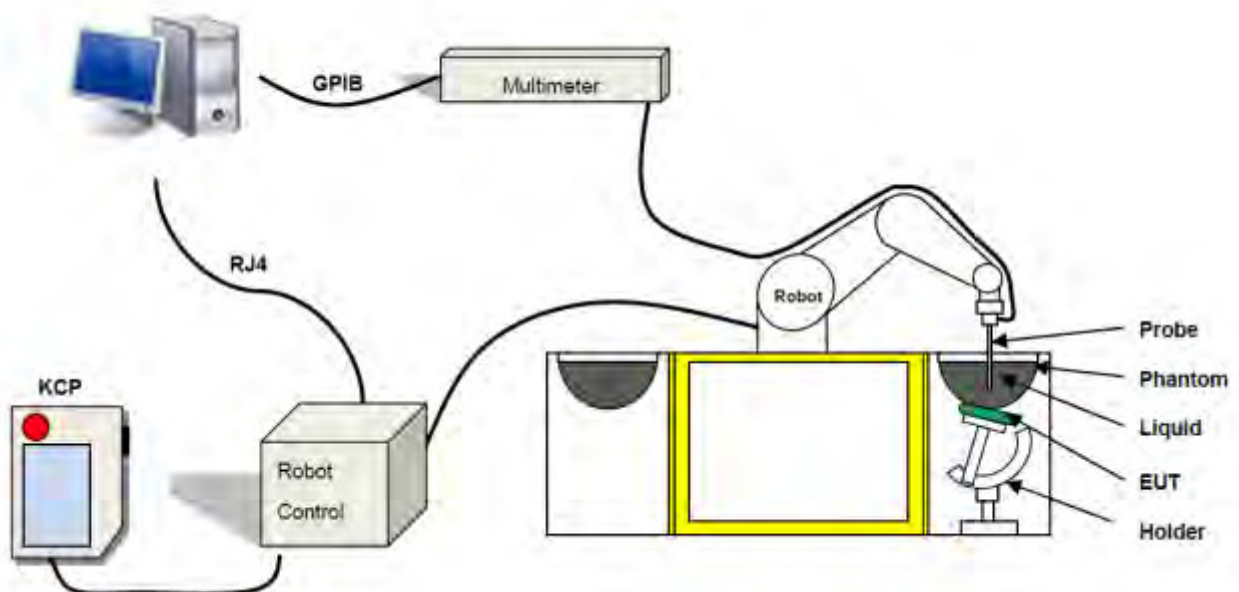 GPIB
Multimeter
RJ4
Robot
Probe
Phantom
KCP
Liquid
Robot
Control
EUT
Holder